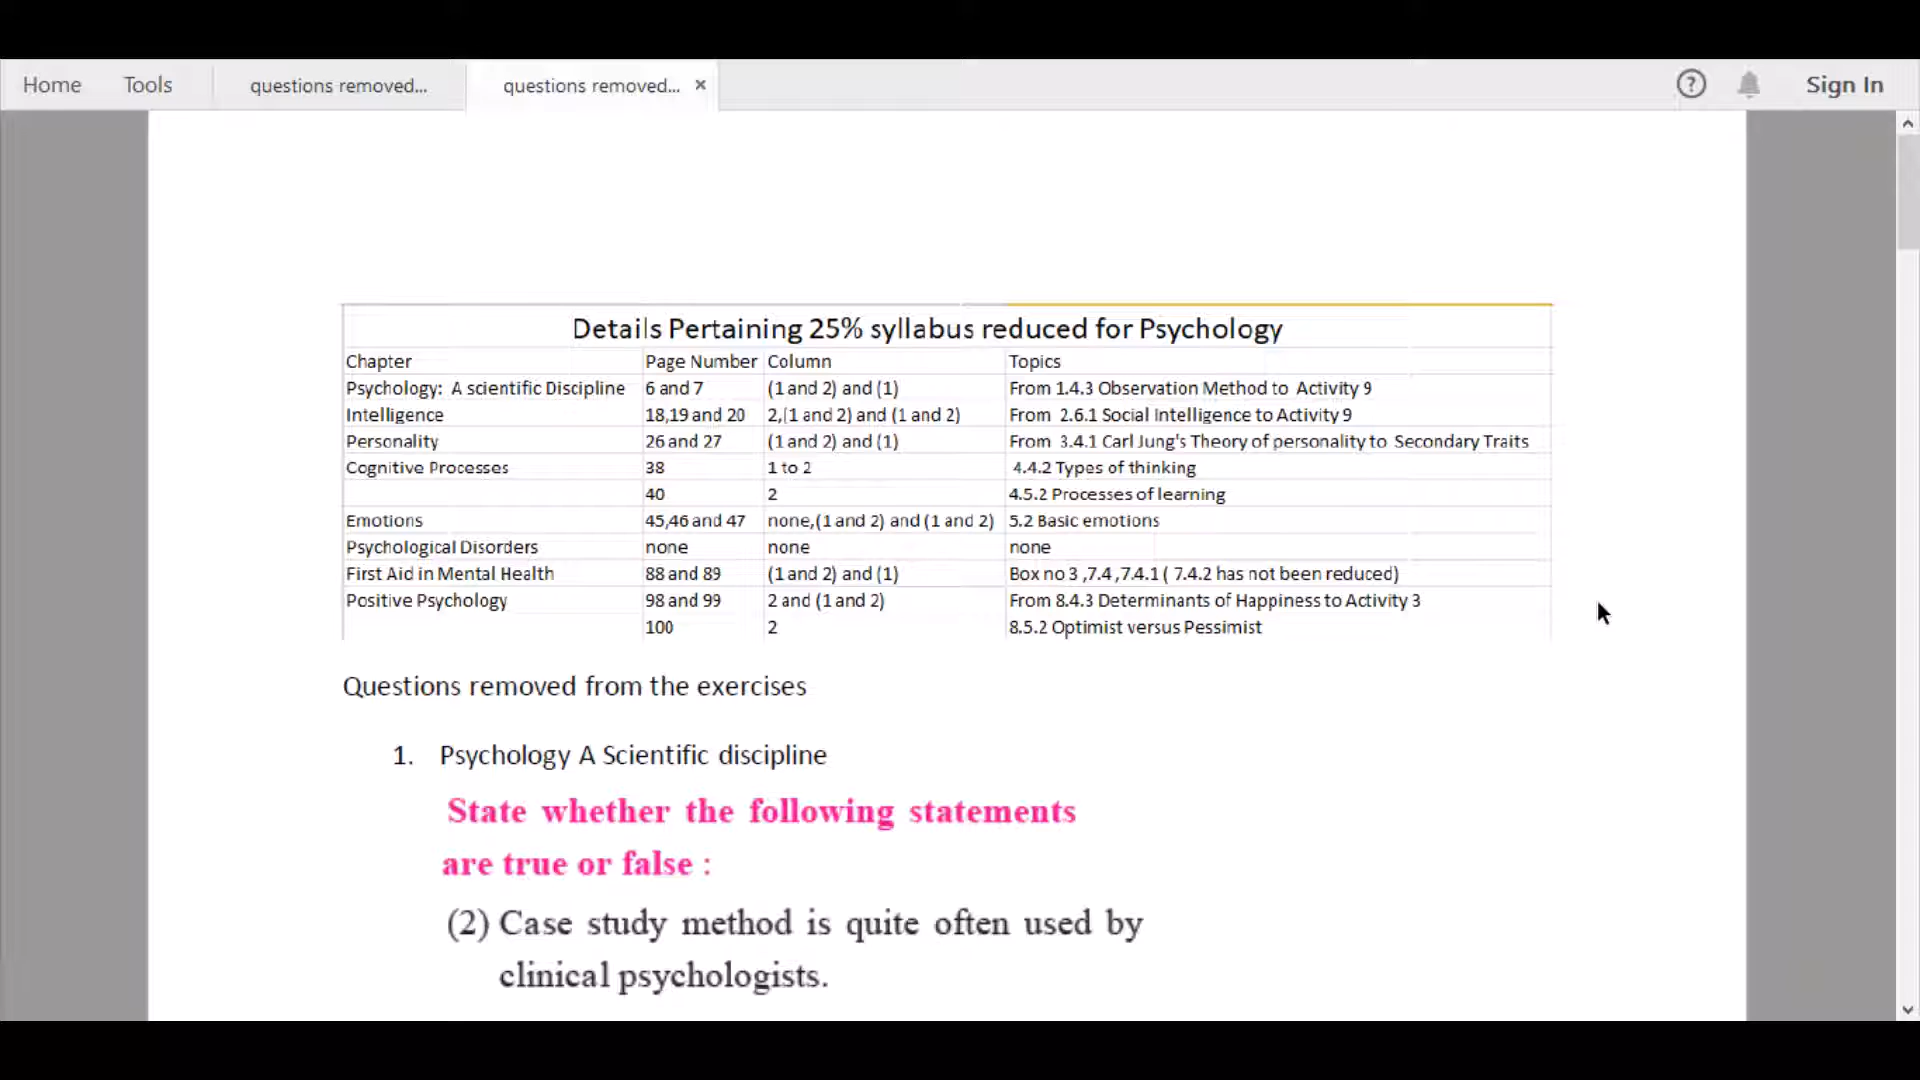 Home Tools questions removed... questions removed... × ? Sign In
Details Pertaining 25% syllabus reduced for Psychology
Chapter Page Number Column Topics
Psychology: A scientific Discipline 6 and 7 (1 and 2) and (1) From 1.4.3 Observation Method to Activity 9
Intelligence 18,19 and 20 2,(1 and 2) and (1 and 2) From 2.6.1 Social Intelligence to Activity 9
Personality 26 and 27 (1 and 2) and (1) From 3.4.1 Carl Jung's Theory of personality to Secondary Traits
Cognitive Processes 38 1 to 2 4.4.2 Types of thinking
40 2 4.5.2 Processes of learning
Emotions 45,46 and 47 none,(1 and 2) and (1 and 2) 5.2 Basic emotions
Psychological Disorders none none none
First Aid in Mental Health 88 and 89 (1 and 2) and (1) Box no 3 ,7.4 ,7.4.1 ( 7.4.2 has not been reduced)
Positive Psychology 98 and 99 2 and (1 and 2) From 8.4.3 Determinants of Happiness to Activity 3
100 2 8.5.2 Optimist versus Pessimist
Questions removed from the exercises
1. Psychology A Scientific discipline
State whether the following statements
are true or false :
(2) Case study method is quite often used by
clinical psychologists.